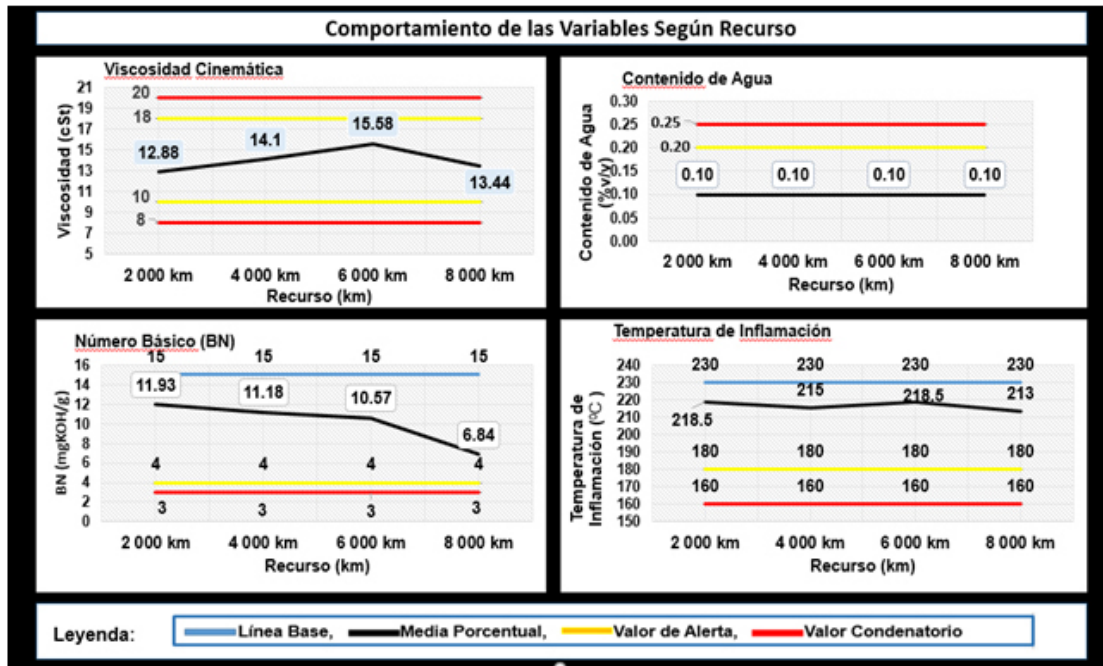 Comportamiento de las Variables Según Recurso
Viscosidad Cinemática
Viscosidad (cSt)
21
19
17
15
13
11
9
7
5
20
18
12.88
14.1
15.58
13.44
10
8
2 000 km 4 000 km 6 000 km 8 000 km
Recurso (km)
Contenido de Agua
Contenido de Agua
(%v/v)
0.30
0.25
0.20
0.15
0.10
0.05
0.00
0.25
0.20
0.10 0.10 0.10 0.10
2 000 km 4 000 km 6 000 km 8 000 km
Recurso (km)
Número Básico (BN)
BN (mgKOH/g)
16
14
12
10
8
6
4
2
0
15 15 15 15
11.93
11.18
10.57
6.84
4 4 4 4
3 3 3 3
2 000 km 4 000 km 6 000 km 8 000 km
Recurso (km)
Temperatura de Inflamación
Temperatura de
Inflamación (ºC)
240
230
220
210
200
190
180
170
160
150
230 230 230 230
218.5
215
218.5
213
180 180 180 180
160 160 160 160
2 000 km 4 000 km 6 000 km 8 000 km
Recurso (km)
Leyenda: Línea Base, Media Porcentual, Valor de Alerta, Valor Condenatorio